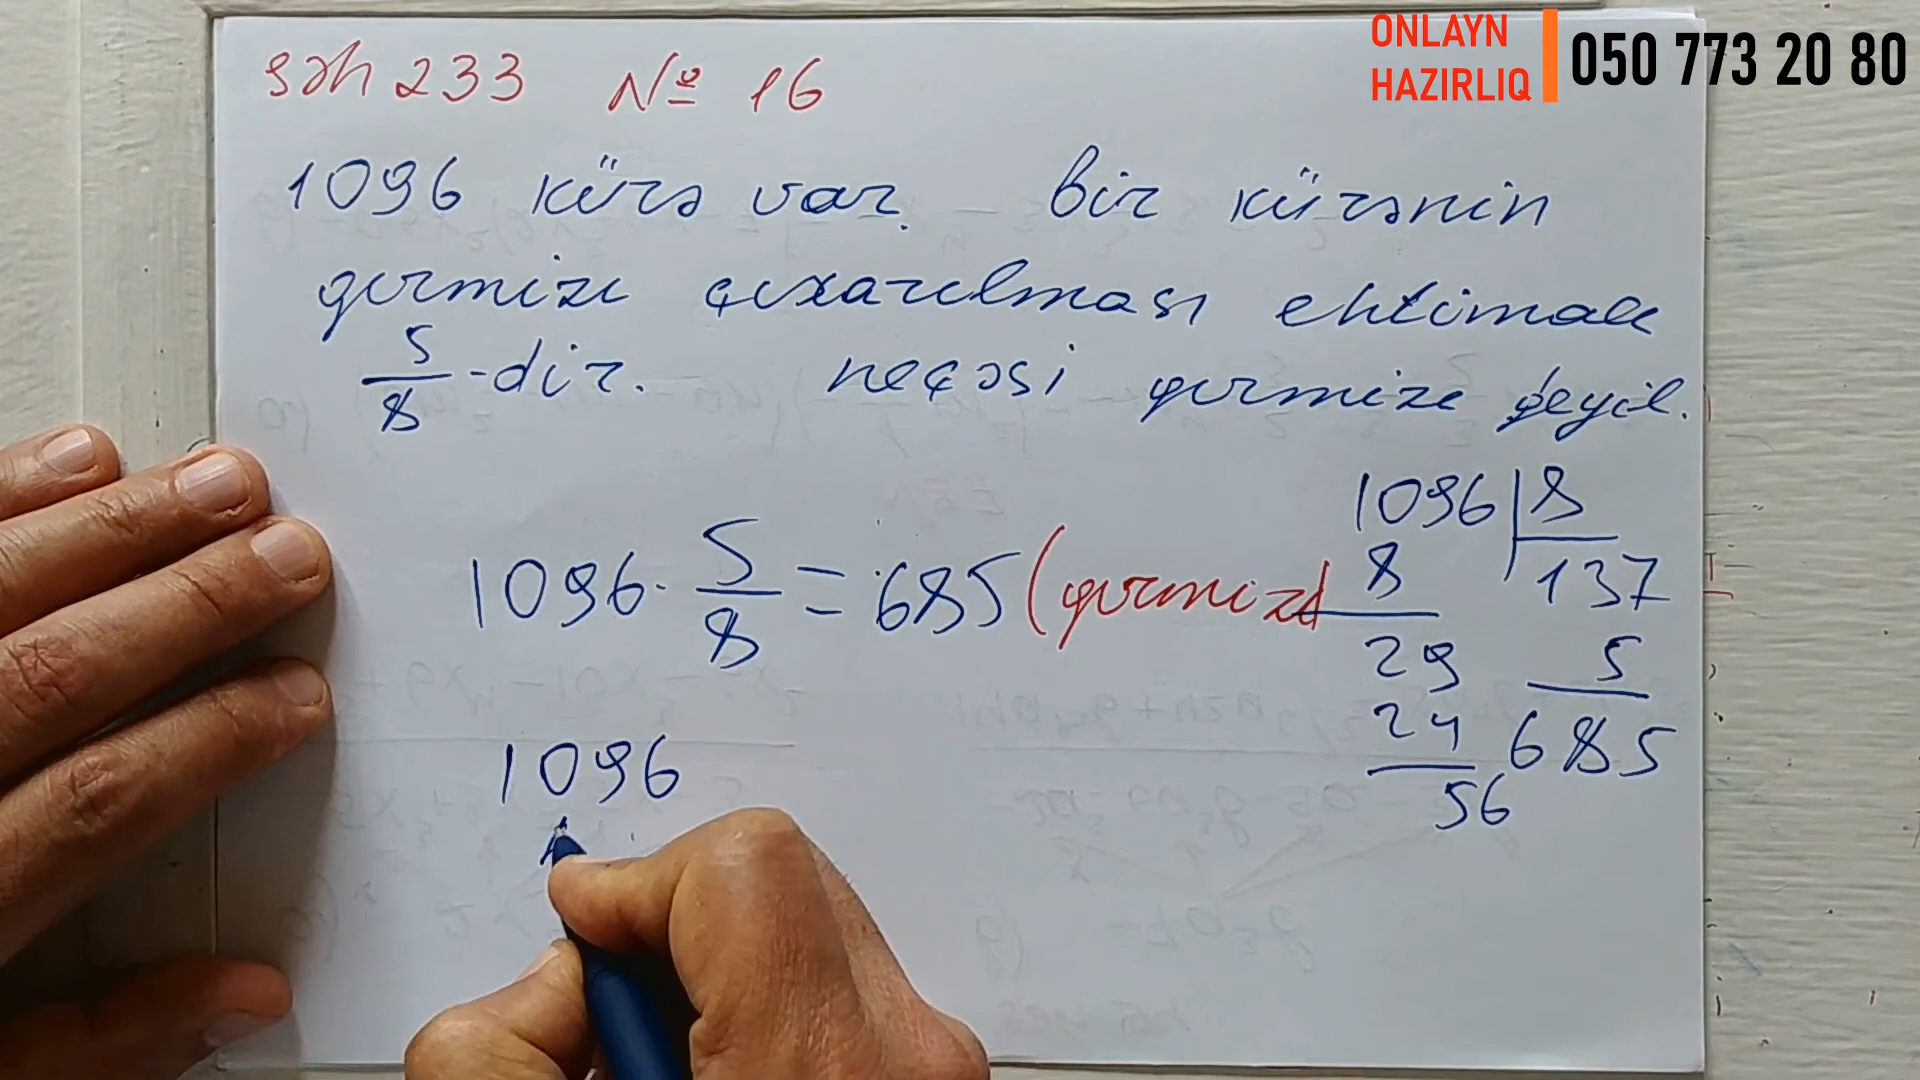 ONLAYN
HAZIRLIQ
050 773 20 80
səh 233 № 16
1096 kürə var. bir kürənin
qırmızı çıxarılması ehtimalı
5/8 -dir. neçəsi qırmızı deyil.
1096 · 5/8 = 685 (qırmızı
1096 | 8
8 137
29 5
24 685
56
1096